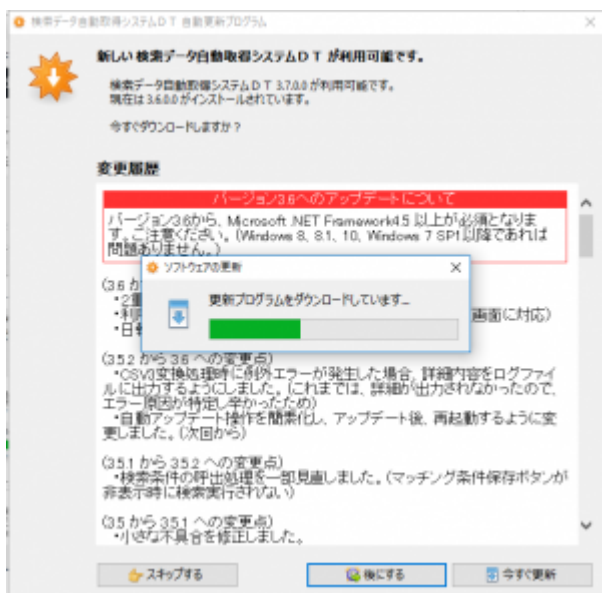 検索データ自動取得システムＤＴ 自動更新プログラム
新しい 検索データ自動取得システムＤＴ が利用可能です。
検索データ自動取得システムＤＴ 3.7.0.0 が利用可能です。
現在は 3.6.0.0 がインストールされています。
今すぐダウンロードしますか？
変更履歴
バージョン3.6へのアップデートについて
バージョン3.6から、Microsoft .NET Framework4.5 以上が必須となりま
す。ご注意ください。(Windows 8、8.1、10、Windows 7 SP1以降であれば
問題ありません。)
ソフトウェアの更新
更新プログラムをダウンロードしています...
(3.6 か
・2重
・利
画面に対応)
・日
(3.5.2 から 3.6 への変更点)
・CSV変換処理時に例外エラーが発生した場合、詳細内容をログファイ
ルに出力するようにしました。(これまでは、詳細が出力されなかったので、
エラー原因が特定し辛かったため)
・自動アップデート操作を簡素化し、アップデート後、再起動するように変
更しました。(次回から)
(3.5.1 から 3.5.2 への変更点)
・検索条件の呼出処理を一部見直しました。(マッチング条件保存ボタンが
非表示時に検索実行されない)
(3.5 から 3.5.1 への変更点)
・小さな不具合を修正しました。
スキップする
後にする
今すぐ更新